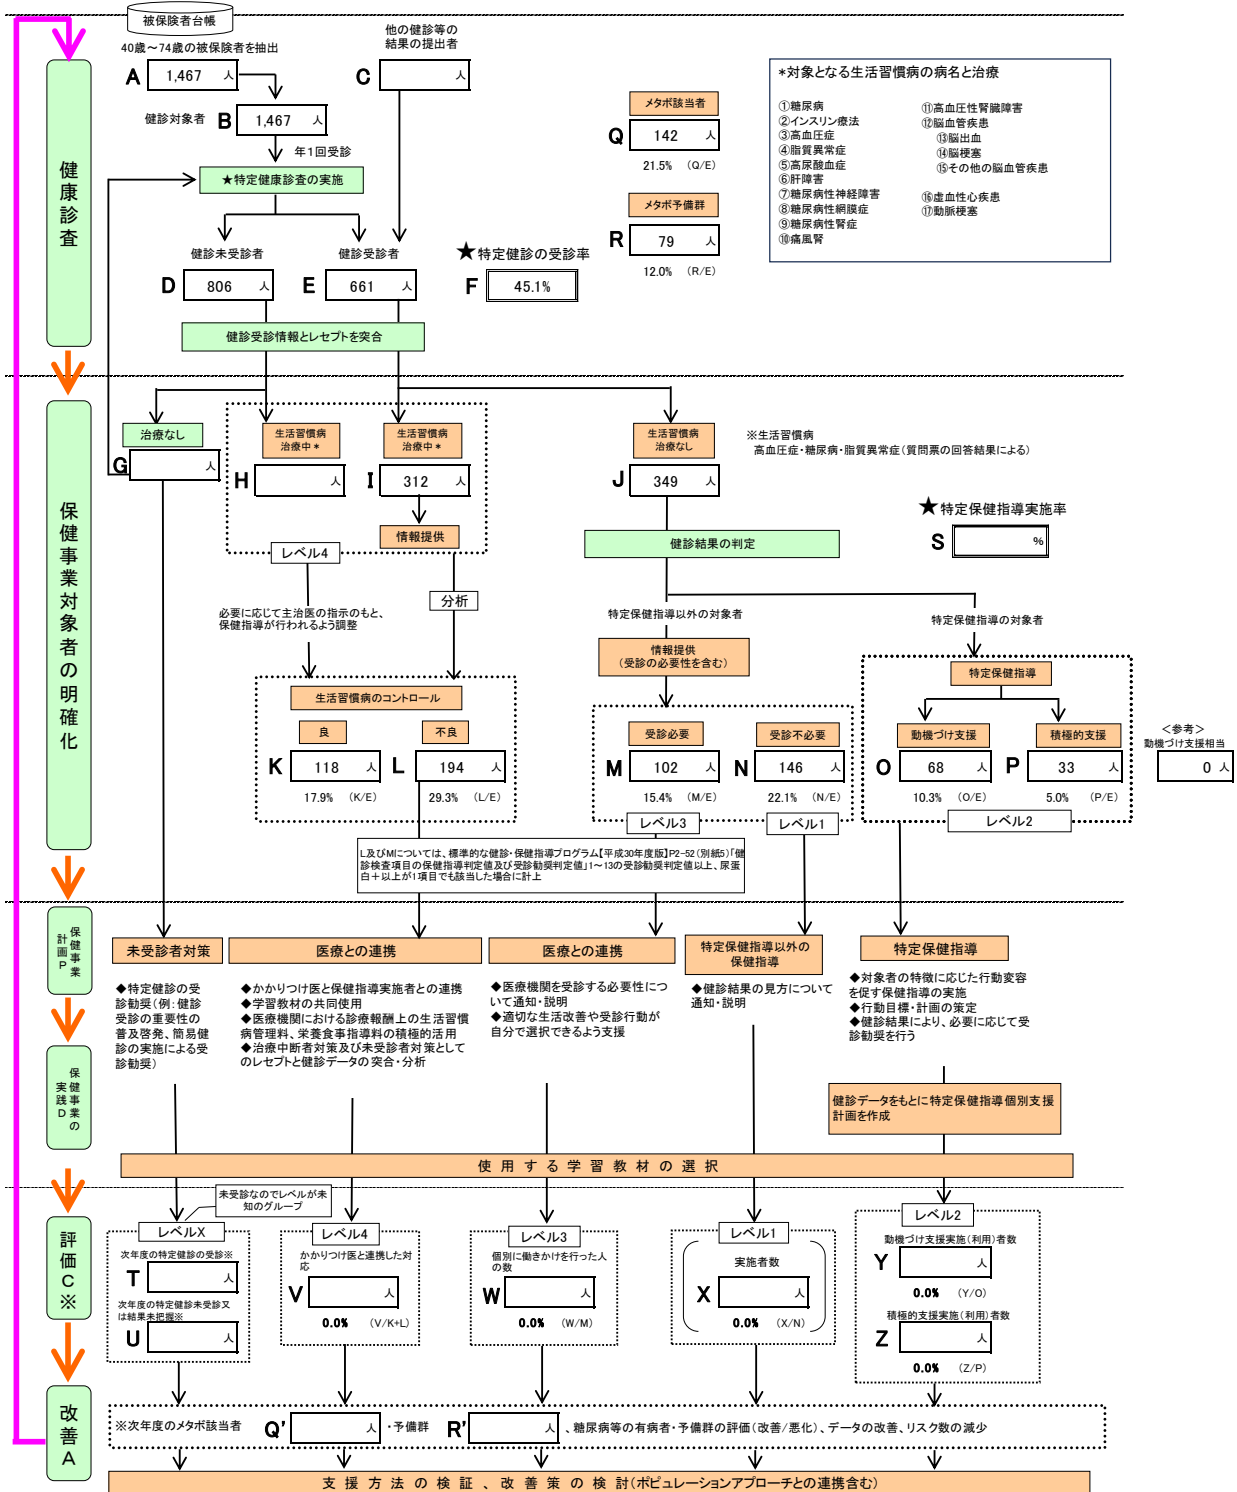 被保険者台帳
40歳～74歳の被保険者を抽出
A 1,467 人
他の健診等の
結果の提出者
C 人
健診対象者 B 1,467 人
年1回受診
★特定健康診査の実施
健診未受診者
D 806 人
健診受診者
E 661 人
★特定健診の受診率
F 45.1%
メタボ該当者
Q 142 人
21.5% (Q/E)
メタボ予備群
R 79 人
12.0% (R/E)
*対象となる生活習慣病の病名と治療
①糖尿病
②インスリン療法
③高血圧症
④脂質異常症
⑤高尿酸血症
⑥肝障害
⑦糖尿病性神経障害
⑧糖尿病性網膜症
⑨糖尿病性腎症
⑩痛風腎
⑪高血圧性腎臓障害
⑫脳血管疾患
⑬脳出血
⑭脳梗塞
⑮その他の脳血管疾患
⑯虚血性心疾患
⑰動脈梗塞
健康診査
健診受診情報とレセプトを突合
保健事業対象者の明確化
治療なし
G 人
生活習慣病
治療中*
H 人
生活習慣病
治療中*
I 312 人
情報提供
レベル4
生活習慣病
治療なし
J 349 人
※生活習慣病
高血圧症・糖尿病・脂質異常症(質問票の回答結果による)
★特定保健指導実施率
S %
健診結果の判定
必要に応じて主治医の指示のもと、
保健指導が行われるよう調整
分析
特定保健指導以外の対象者
特定保健指導の対象者
情報提供
(受診の必要性を含む)
生活習慣病のコントロール
良
K 118 人
17.9% (K/E)
不良
L 194 人
29.3% (L/E)
受診必要
M 102 人
15.4% (M/E)
レベル3
受診不必要
N 146 人
22.1% (N/E)
レベル1
特定保健指導
動機づけ支援
O 68 人
10.3% (O/E)
積極的支援
P 33 人
5.0% (P/E)
レベル2
<参考>
動機づけ支援相当
0 人
L及びMについては、標準的な健診・保健指導プログラム【平成30年度版】P2-52(別紙5)「健
診検査項目の保健指導判定値及び受診勧奨判定値」1～13の受診勧奨判定値以上、尿蛋
白+以上が1項目でも該当した場合に計上
保健事業
計画P
未受診者対策
◆特定健診の受
診勧奨(例:健診
受診の重要性の
普及啓発、簡易健
診の実施による受
診勧奨)
医療との連携
◆かかりつけ医と保健指導実施者との連携
◆学習教材の共同使用
◆医療機関における診療報酬上の生活習慣
病管理料、栄養食事指導料の積極的活用
◆治療中断者対策及び未受診者対策として
のレセプトと健診データの突合・分析
医療との連携
◆医療機関を受診する必要性につ
いて通知・説明
◆適切な生活改善や受診行動が
自分で選択できるよう支援
特定保健指導以外の
保健指導
◆健診結果の見方について
通知・説明
特定保健指導
◆対象者の特徴に応じた行動変容
を促す保健指導の実施
◆行動目標・計画の策定
◆健診結果により、必要に応じて受
診勧奨を行う
保健事業の
実践D
健診データをもとに特定保健指導個別支援
計画を作成
使用する学習教材の選択
評価C※
未受診なのでレベルが未
知のグループ
レベルX
次年度の特定健診の受診※
T 人
次年度の特定健診未受診又
は結果未把握※
U 人
レベル4
かかりつけ医と連携した対
応
V 人
0.0% (V/K+L)
レベル3
個別に働きかけを行った人
の数
W 人
0.0% (W/M)
レベル1
実施者数
X 人
0.0% (X/N)
レベル2
動機づけ支援実施(利用)者数
Y 人
0.0% (Y/O)
積極的支援実施(利用)者数
Z 人
0.0% (Z/P)
改善A
※次年度のメタボ該当者 Q' 人 ・予備群 R' 人 、糖尿病等の有病者・予備群の評価(改善/悪化)、データの改善、リスク数の減少
支援方法の検証、改善策の検討(ポピュレーションアプローチとの連携含む)